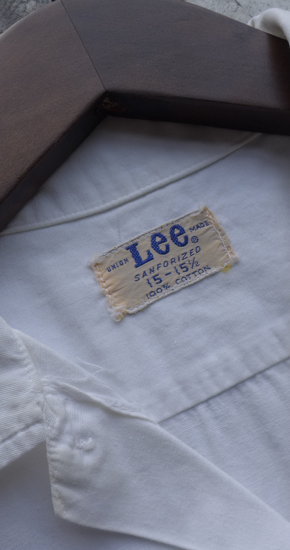 UNION Lee® MADE
SANFORIZED
15-15½
100% COTTON